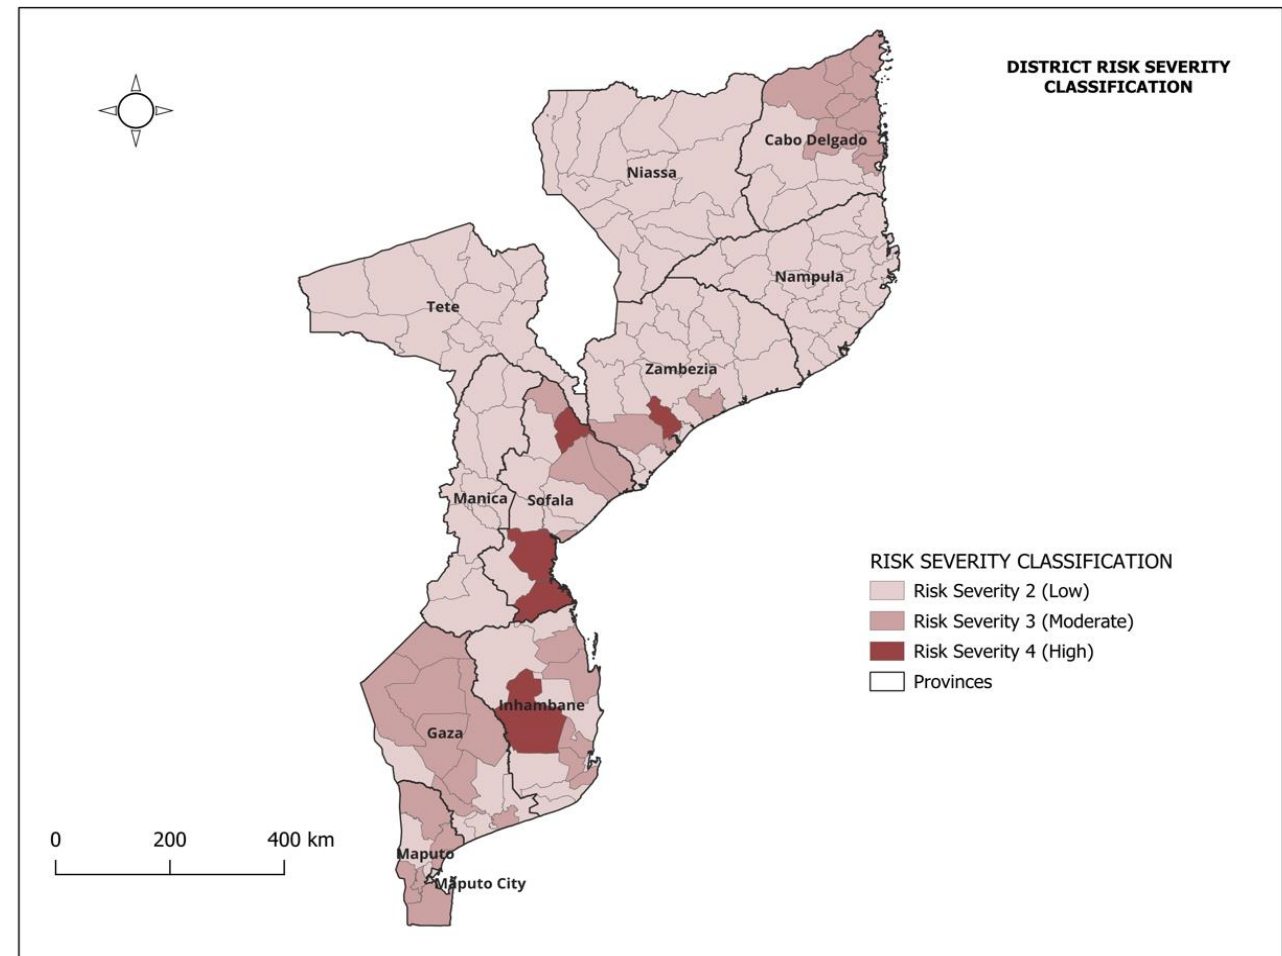 DISTRICT RISK SEVERITY
CLASSIFICATION
Cabo Delgado
Niassa
Nampula
Tete
Zambezia
Manica
Sofala
Inhambane
Gaza
Maputo
Maputo City
RISK SEVERITY CLASSIFICATION
Risk Severity 2 (Low)
Risk Severity 3 (Moderate)
Risk Severity 4 (High)
Provinces
0 200 400 km